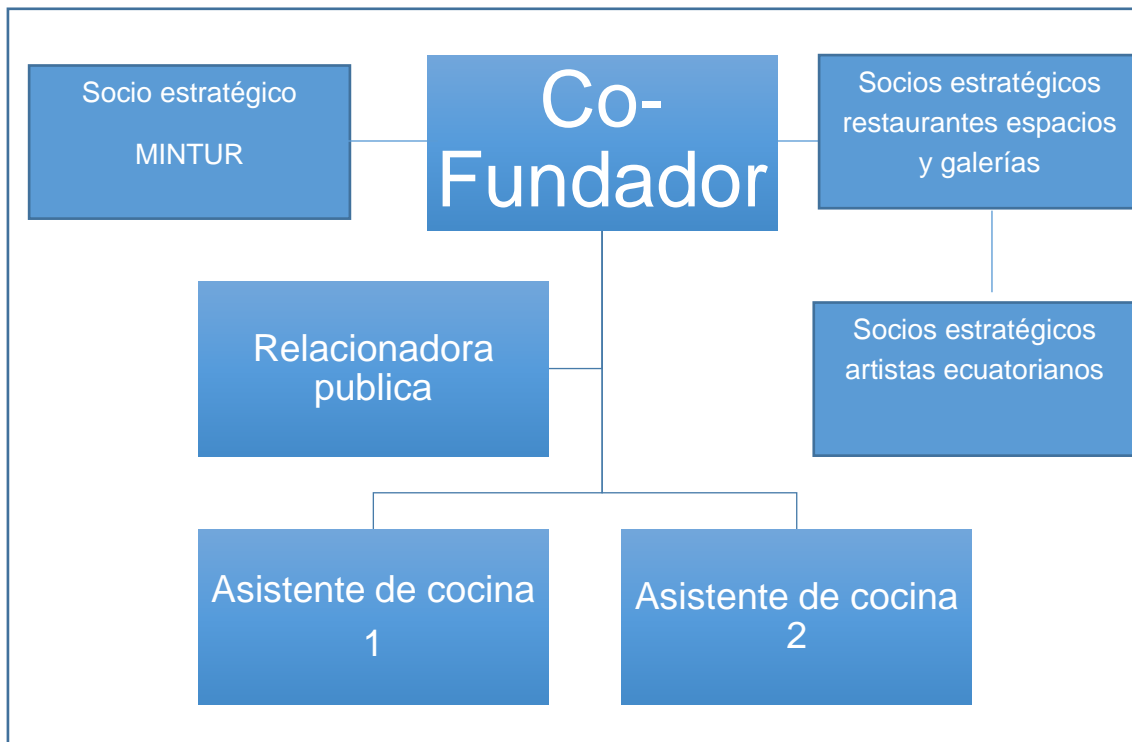 Socio estratégico
MINTUR
Co-
Fundador
Socios estratégicos
restaurantes espacios
y galerías
Relacionadora
publica
Socios estratégicos
artistas ecuatorianos
Asistente de cocina
1
Asistente de cocina
2